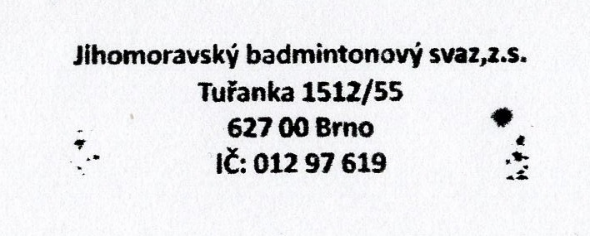 Jihomoravský badmintonový svaz,z.s.
Tuřanka 1512/55
627 00 Brno
IČ: 012 97 619